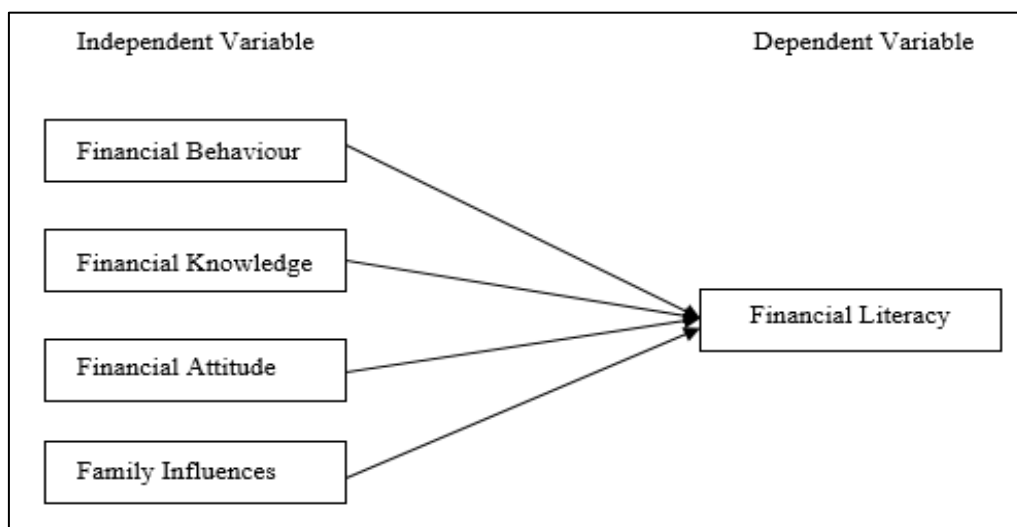 Independent Variable
Dependent Variable
Financial Behaviour
Financial Knowledge
Financial Attitude
Family Influences
Financial Literacy